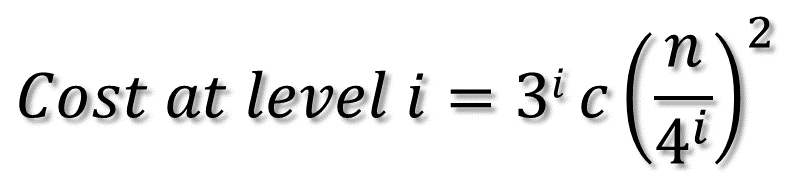 Cost at level i = 3^i c (n/4^i)^2